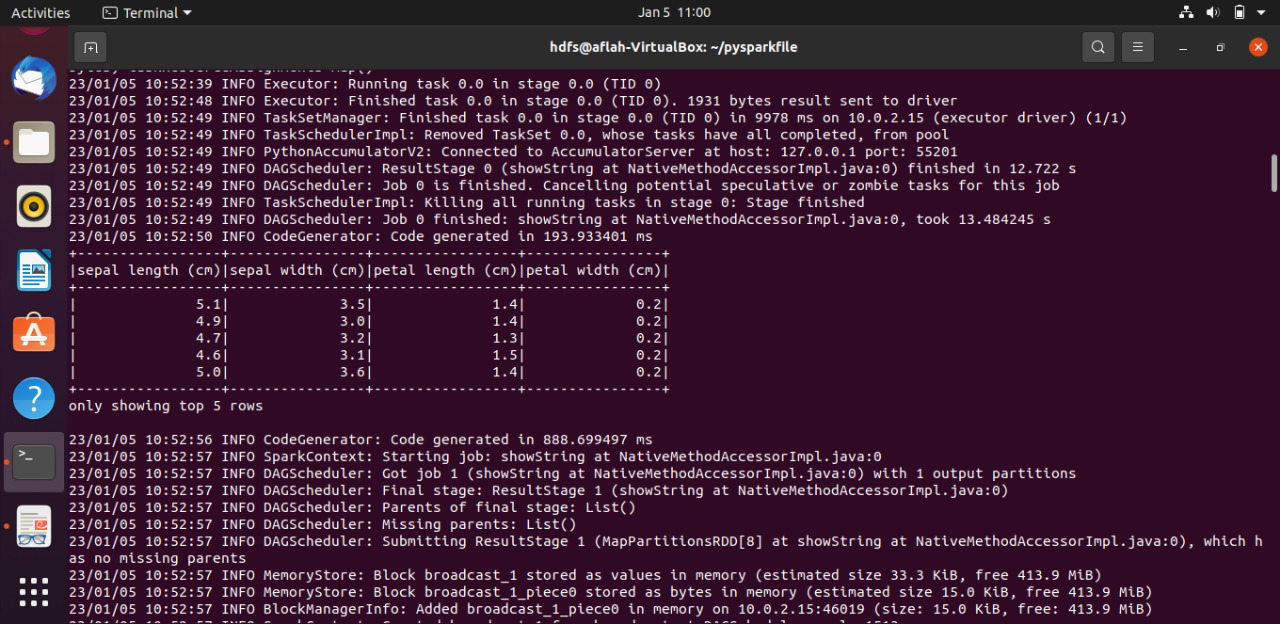 Activities
Terminal
Jan 5 11:00
hdfs@aflah-VirtualBox: ~/pysparkfile
23/01/05 10:52:39 INFO Executor: Running task 0.0 in stage 0.0 (TID 0)
23/01/05 10:52:48 INFO Executor: Finished task 0.0 in stage 0.0 (TID 0). 1931 bytes result sent to driver
23/01/05 10:52:49 INFO TaskSetManager: Finished task 0.0 in stage 0.0 (TID 0) in 9978 ms on 10.0.2.15 (executor driver) (1/1)
23/01/05 10:52:49 INFO TaskSchedulerImpl: Removed TaskSet 0.0, whose tasks have all completed, from pool
23/01/05 10:52:49 INFO PythonAccumulatorV2: Connected to AccumulatorServer at host: 127.0.0.1 port: 55201
23/01/05 10:52:49 INFO DAGScheduler: ResultStage 0 (showString at NativeMethodAccessorImpl.java:0) finished in 12.722 s
23/01/05 10:52:49 INFO DAGScheduler: Job 0 is finished. Cancelling potential speculative or zombie tasks for this job
23/01/05 10:52:49 INFO TaskSchedulerImpl: Killing all running tasks in stage 0: Stage finished
23/01/05 10:52:49 INFO DAGScheduler: Job 0 finished: showString at NativeMethodAccessorImpl.java:0, took 13.484245 s
23/01/05 10:52:50 INFO CodeGenerator: Code generated in 193.933401 ms
+-----------------+----------------+-----------------+----------------+
|sepal length (cm)|sepal width (cm)|petal length (cm)|petal width (cm)|
+-----------------+----------------+-----------------+----------------+
|              5.1|             3.5|              1.4|             0.2|
|              4.9|             3.0|              1.4|             0.2|
|              4.7|             3.2|              1.3|             0.2|
|              4.6|             3.1|              1.5|             0.2|
|              5.0|             3.6|              1.4|             0.2|
+-----------------+----------------+-----------------+----------------+
only showing top 5 rows
23/01/05 10:52:56 INFO CodeGenerator: Code generated in 888.699497 ms
23/01/05 10:52:57 INFO SparkContext: Starting job: showString at NativeMethodAccessorImpl.java:0
23/01/05 10:52:57 INFO DAGScheduler: Got job 1 (showString at NativeMethodAccessorImpl.java:0) with 1 output partitions
23/01/05 10:52:57 INFO DAGScheduler: Final stage: ResultStage 1 (showString at NativeMethodAccessorImpl.java:0)
23/01/05 10:52:57 INFO DAGScheduler: Parents of final stage: List()
23/01/05 10:52:57 INFO DAGScheduler: Missing parents: List()
23/01/05 10:52:57 INFO DAGScheduler: Submitting ResultStage 1 (MapPartitionsRDD[8] at showString at NativeMethodAccessorImpl.java:0), which h
as no missing parents
23/01/05 10:52:57 INFO MemoryStore: Block broadcast_1 stored as values in memory (estimated size 33.3 KiB, free 413.9 MiB)
23/01/05 10:52:57 INFO MemoryStore: Block broadcast_1_piece0 stored as bytes in memory (estimated size 15.0 KiB, free 413.9 MiB)
23/01/05 10:52:57 INFO BlockManagerInfo: Added broadcast_1_piece0 in memory on 10.0.2.15:46019 (size: 15.0 KiB, free: 413.9 MiB)